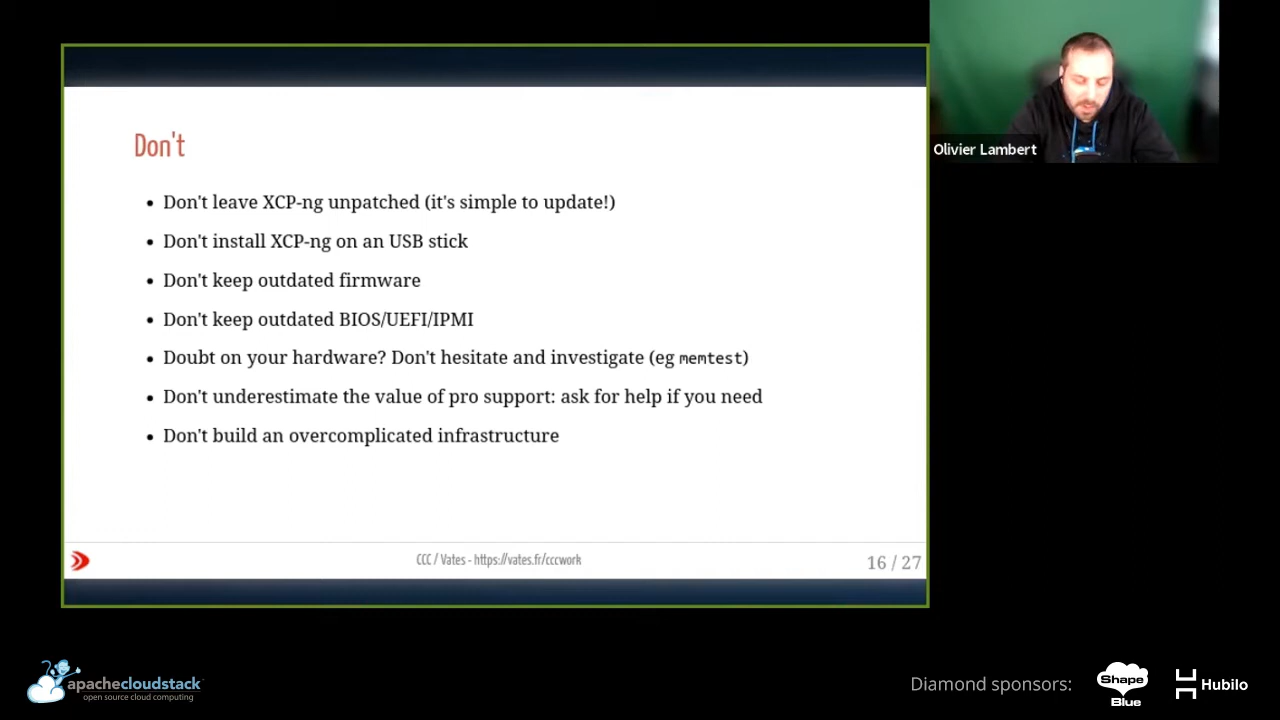 Don't
Don't leave XCP-ng unpatched (it's simple to update!)
Don't install XCP-ng on an USB stick
Don't keep outdated firmware
Don't keep outdated BIOS/UEFI/IPMI
Doubt on your hardware? Don't hesitate and investigate (eg memtest)
Don't underestimate the value of pro support: ask for help if you need
Don't build an overcomplicated infrastructure
CCC / Vates - https://vates.fr/cccwork
16 / 27
Olivier Lambert
apachecloudstack
open source cloud computing
Diamond sponsors:
Shape
Blue
Hubilo